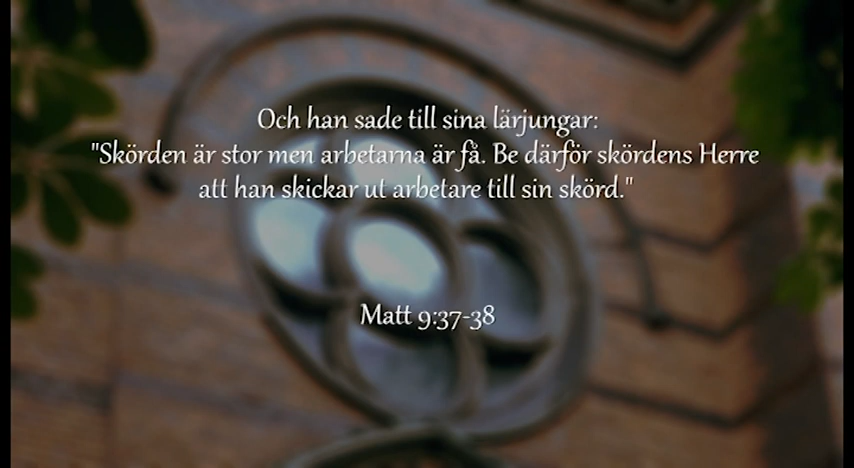 Och han sade till sina lärjungar:
"Skörden är stor men arbetarna är få. Be därför skördens Herre
att han skickar ut arbetare till sin skörd."
Matt 9:37-38